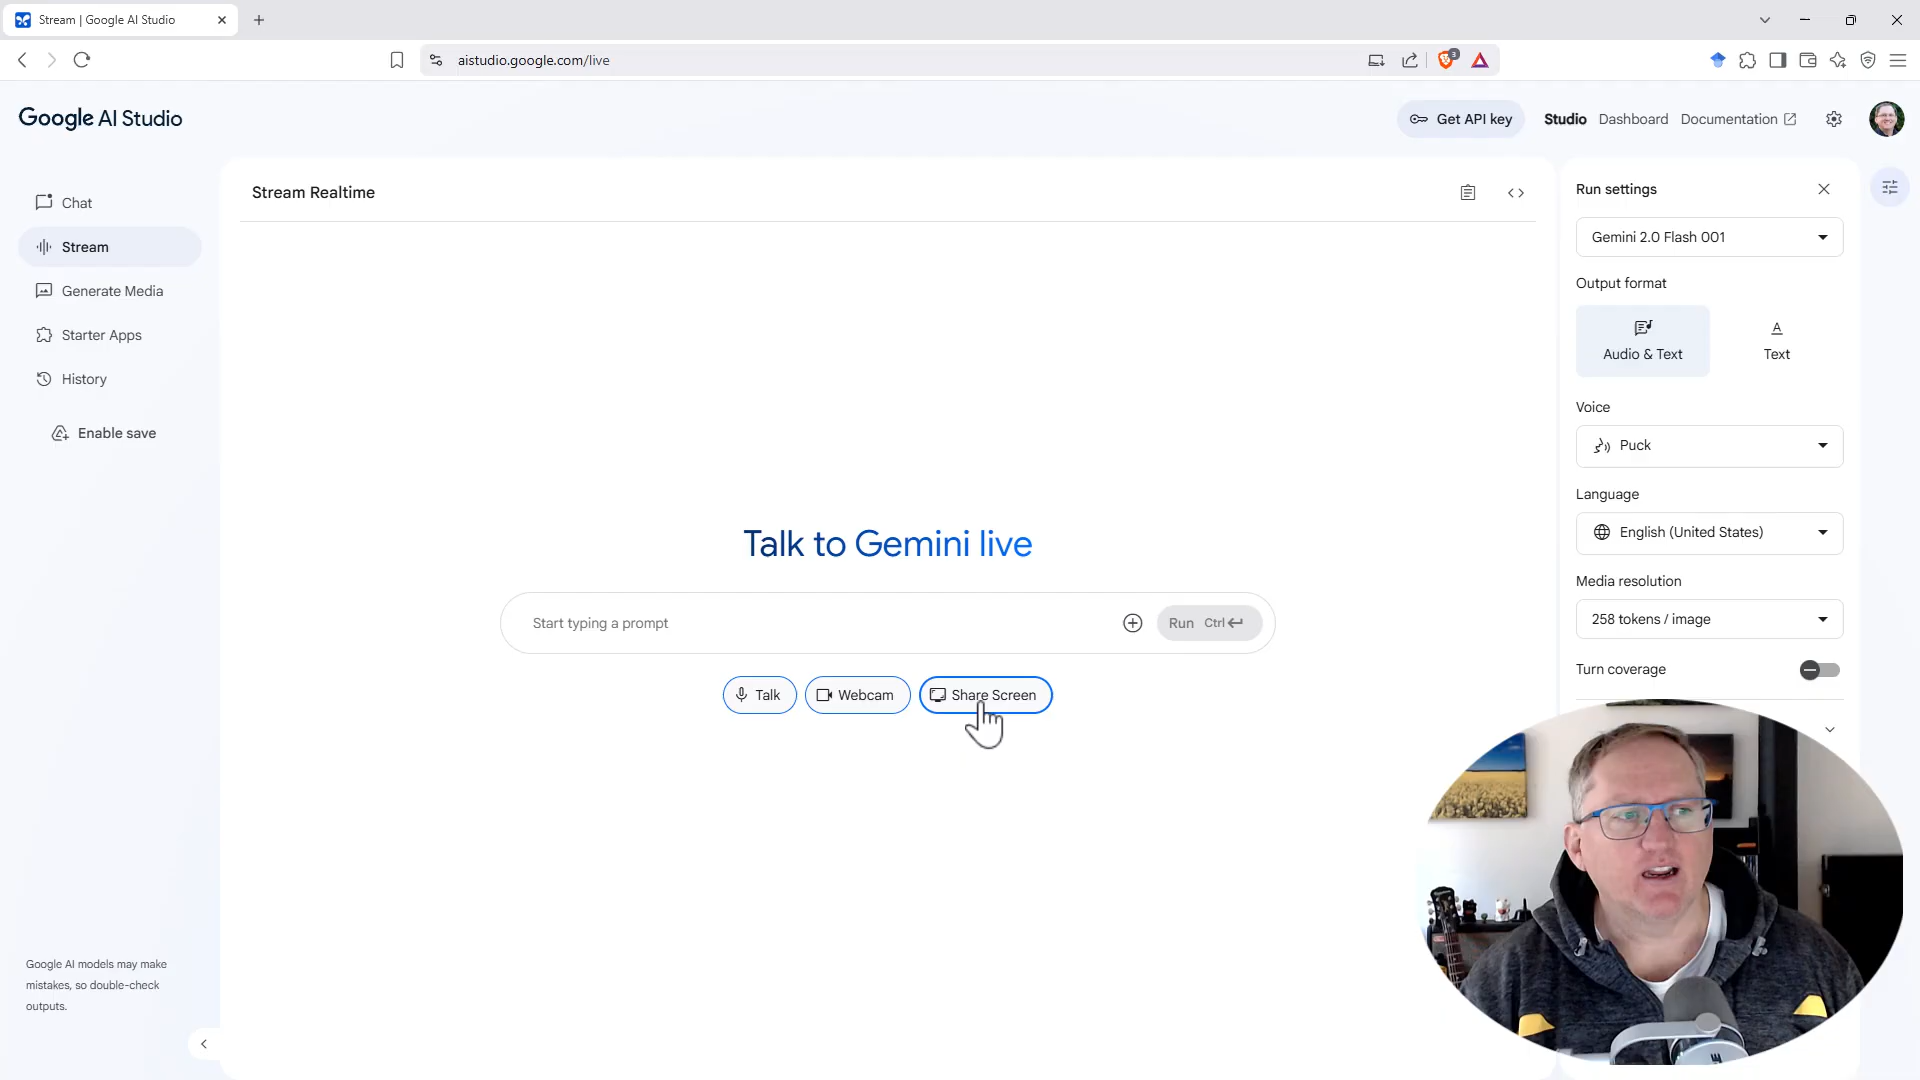 Stream | Google AI Studio
aistudio.google.com/live
3
Google AI Studio
Get API key
Studio
Dashboard
Documentation
Chat
Stream
Generate Media
Starter Apps
History
Enable save
Google AI models may make
mistakes, so double-check
outputs.
Stream Realtime
Talk to Gemini live
Start typing a prompt
Run Ctrl
Talk
Webcam
Share Screen
Run settings
Gemini 2.0 Flash 001
Output format
Audio & Text
Text
Voice
Puck
Language
English (United States)
Media resolution
258 tokens / image
Turn coverage